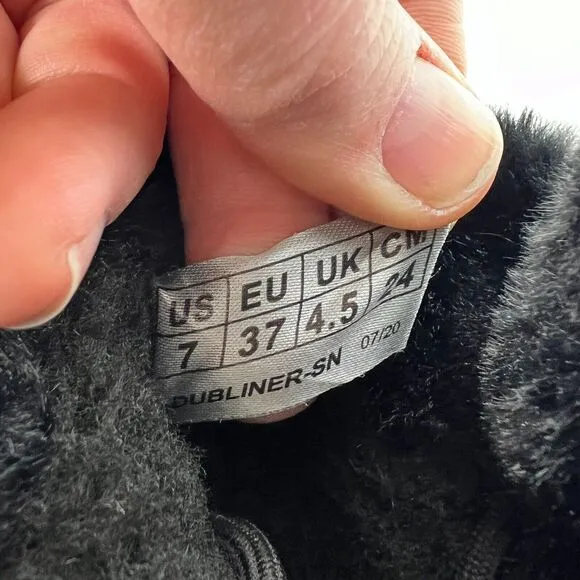 US EU UK CM
7 37 4.5 24
DUBLINER-SN 07/20